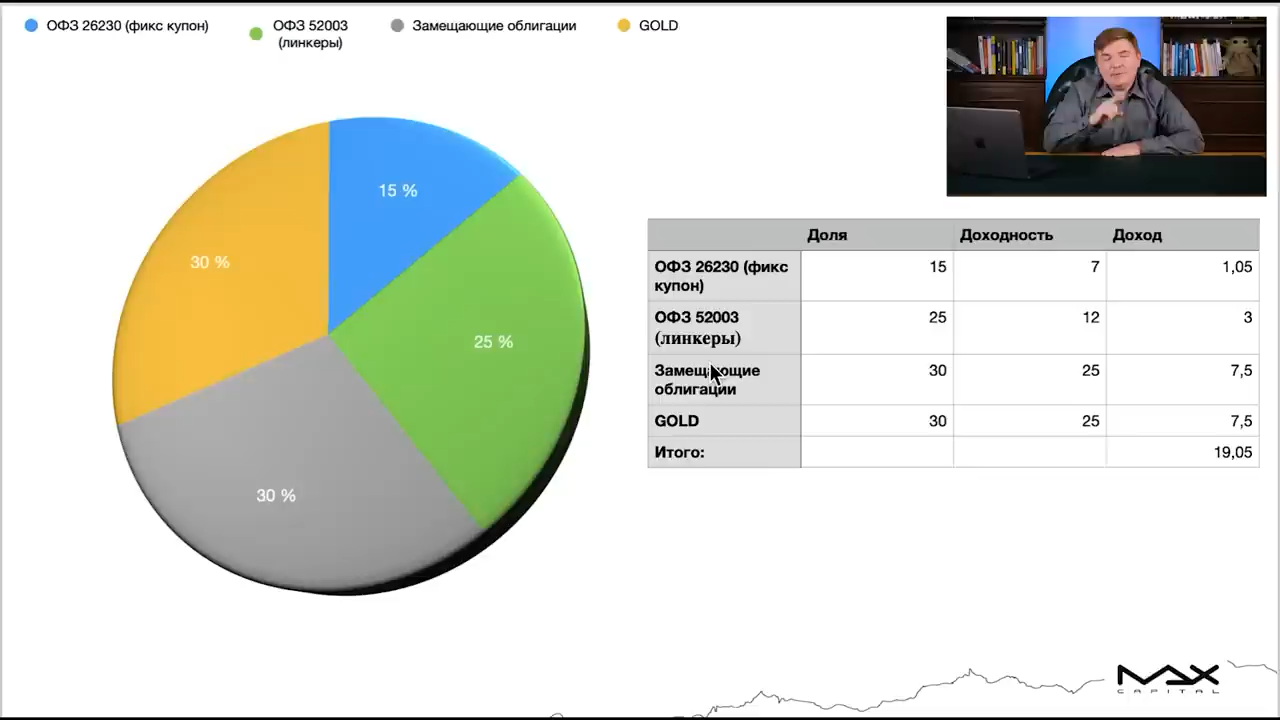 ОФЗ 26230 (фикс купон)
ОФЗ 52003
(линкеры)
Замещающие облигации
GOLD
15 %
30 %
25 %
30 %
Доля Доходность Доход
ОФЗ 26230 (фикс
купон) 15 7 1,05
ОФЗ 52003
(линкеры) 25 12 3
Замещающие
облигации 30 25 7,5
GOLD 30 25 7,5
Итого: 19,05
MAX
CAPITAL